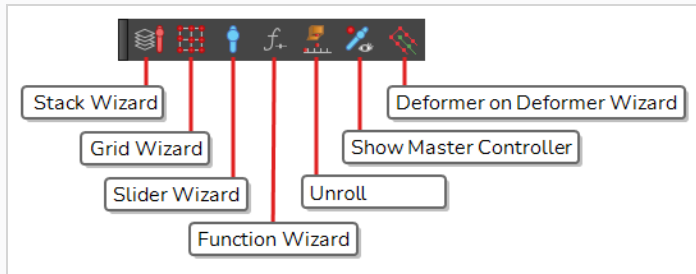 Stack Wizard
Deformer on Deformer Wizard
Grid Wizard
Show Master Controller
Slider Wizard
Unroll
Function Wizard